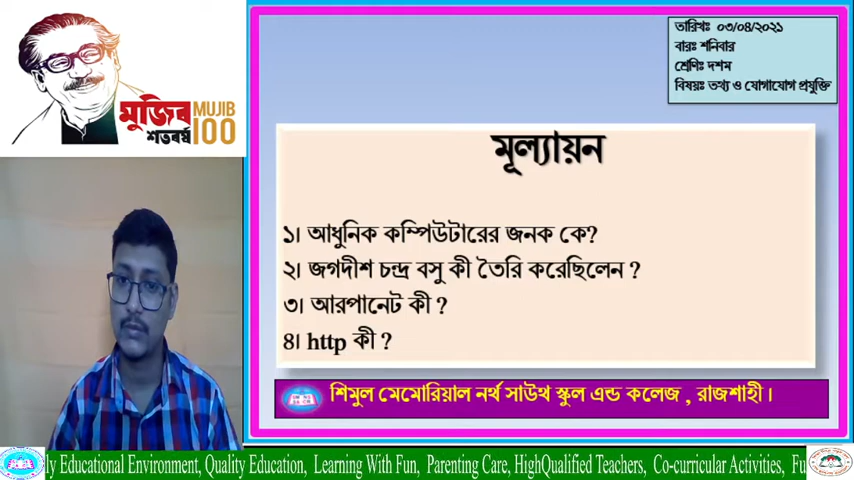 তারিখঃ ০৩/০৪/২০২১
বারঃ শনিবার
শ্রেণিঃ দশম
বিষয়ঃ তথ্য ও যোগাযোগ প্রযুক্তি
মুজিব MUJIB
শতবর্ষ 100
মূল্যায়ন
১। আধুনিক কম্পিউটারের জনক কে?
২। জগদীশ চন্দ্র বসু কী তৈরি করেছিলেন ?
৩। আরপানেট কী ?
৪। http কী ?
শিমুল মেমোরিয়াল নর্থ সাউথ স্কুল এন্ড কলেজ , রাজশাহী।
ly Educational Environment, Quality Education, Learning With Fun, Parenting Care, HighQualified Teachers, Co-curricular Activities, Fu